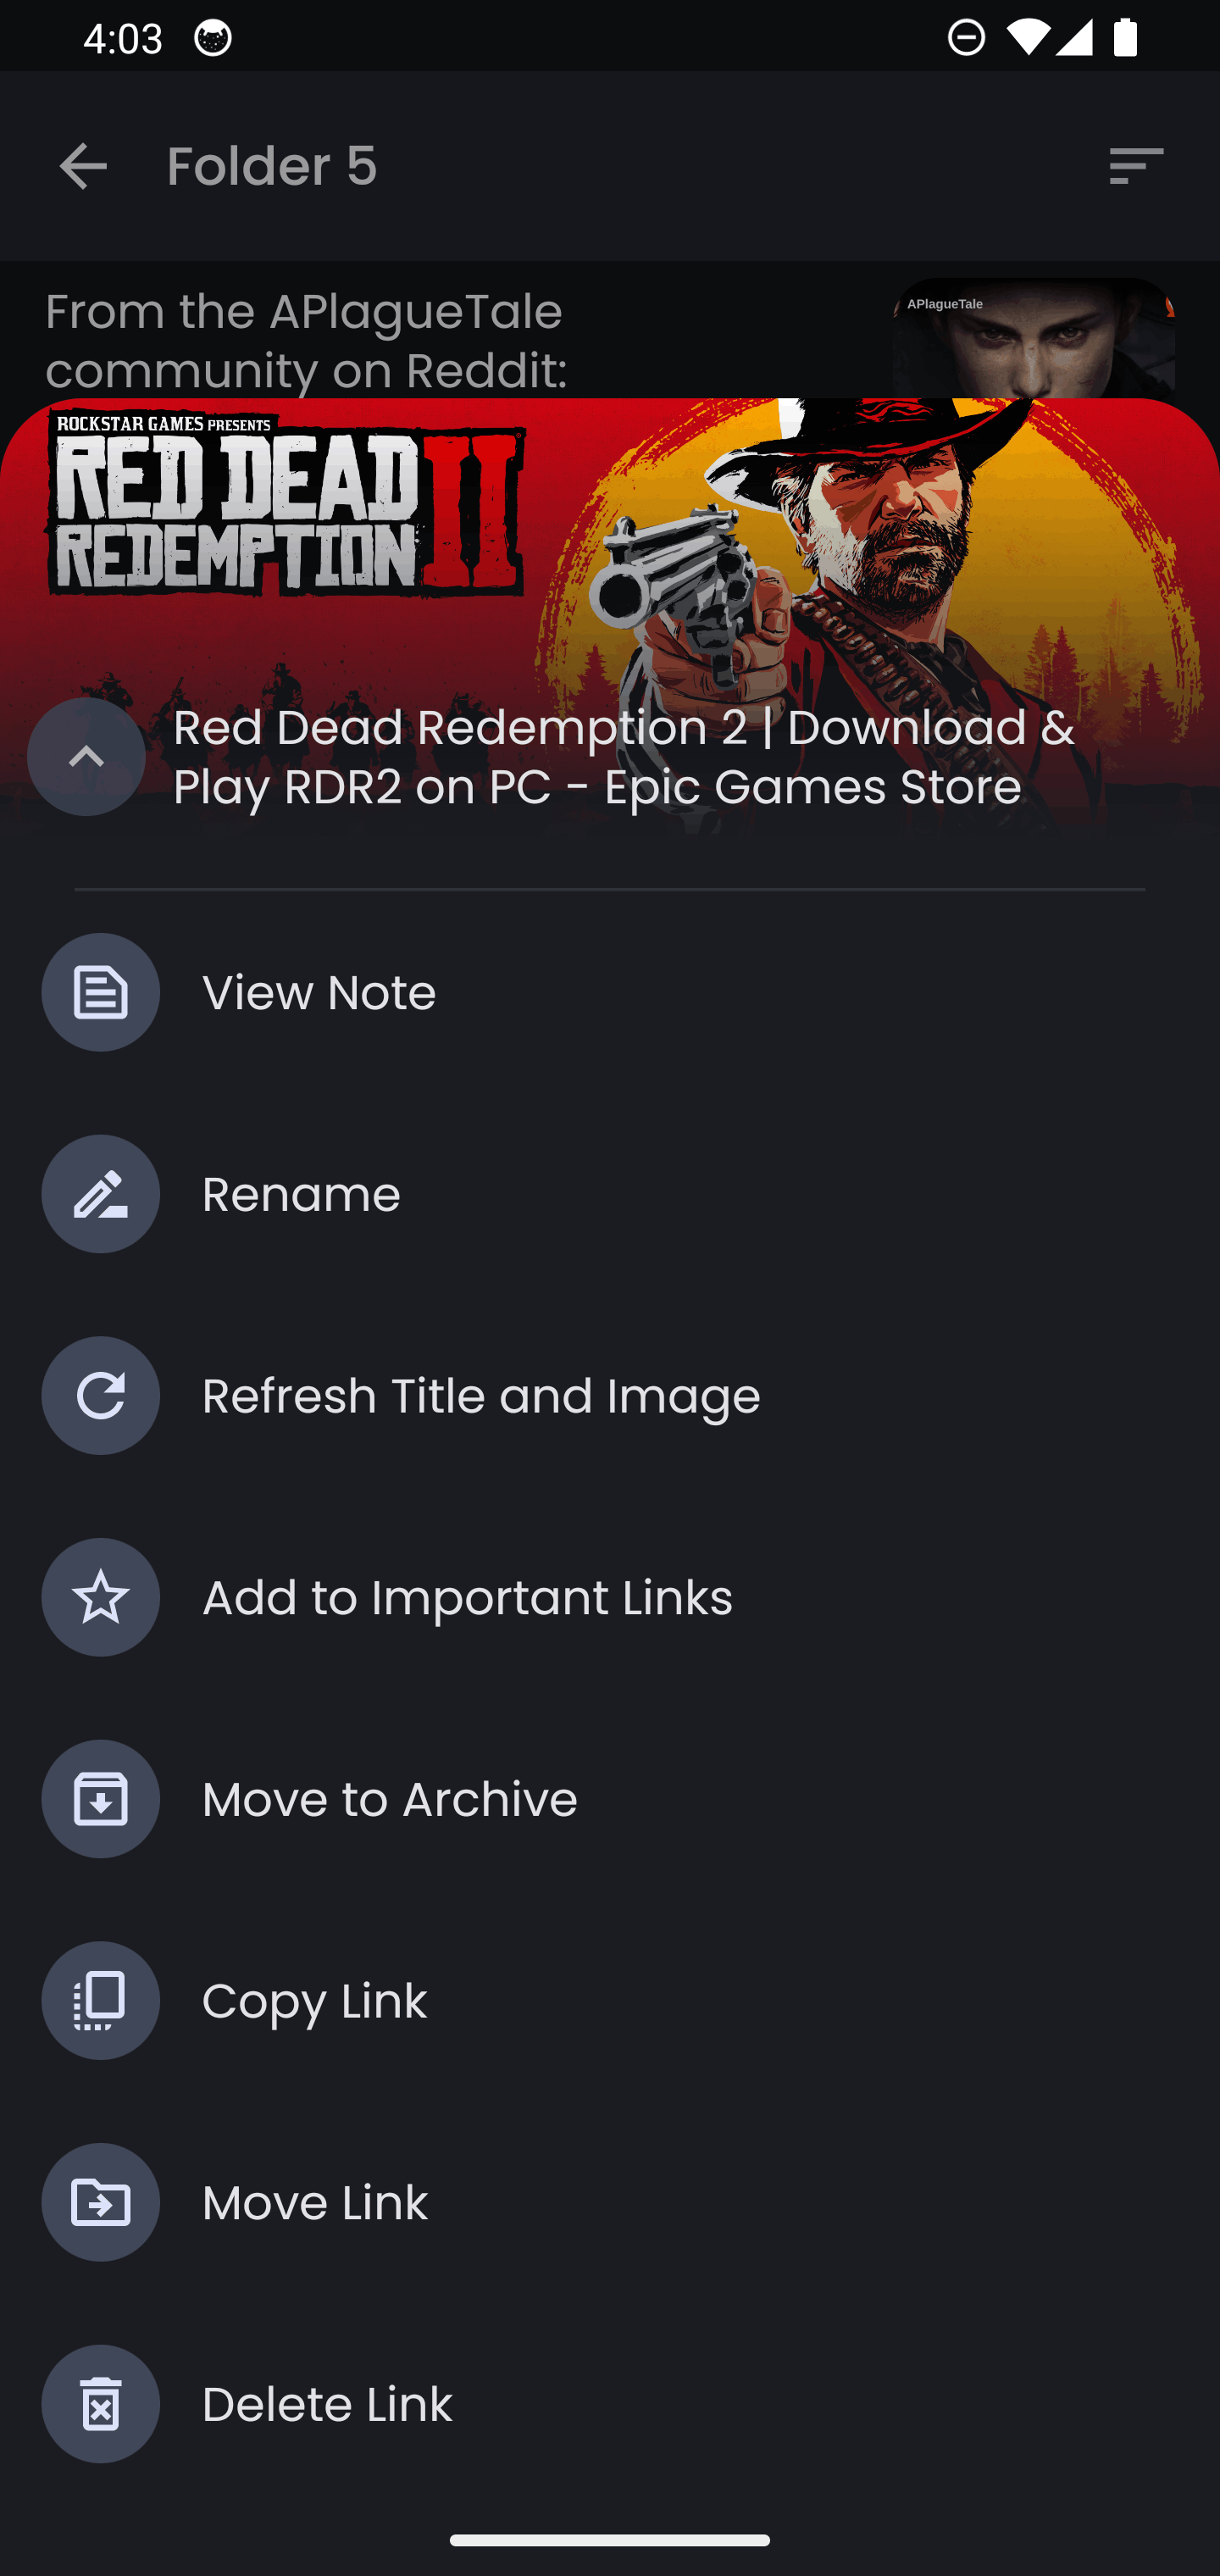 4:03
Folder 5
From the APlagueTale
community on Reddit:
APlagueTale
ROCKSTAR GAMES PRESENTS
RED DEAD
REDEMPTION II
Red Dead Redemption 2 | Download &
Play RDR2 on PC - Epic Games Store
View Note
Rename
Refresh Title and Image
Add to Important Links
Move to Archive
Copy Link
Move Link
Delete Link